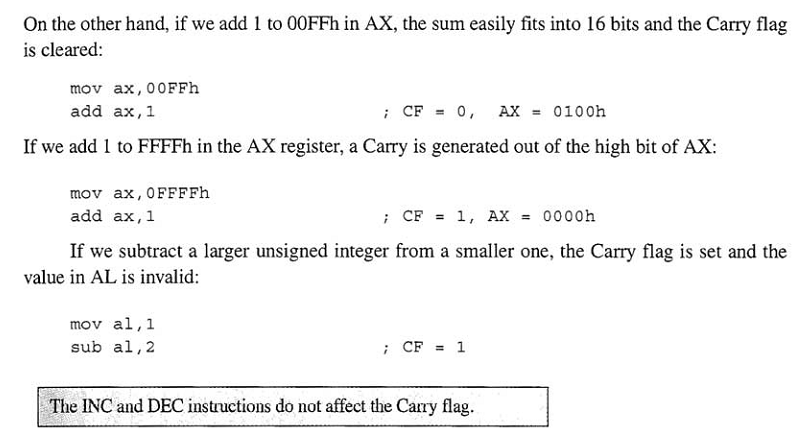 On the other hand, if we add 1 to 00FFh in AX, the sum easily fits into 16 bits and the Carry flag
is cleared:
mov ax,00FFh
add ax,1 ; CF = 0, AX = 0100h
If we add 1 to FFFFh in the AX register, a Carry is generated out of the high bit of AX:
mov ax,0FFFFh
add ax,1 ; CF = 1, AX = 0000h
If we subtract a larger unsigned integer from a smaller one, the Carry flag is set and the
value in AL is invalid:
mov al,1
sub al,2 ; CF = 1
The INC and DEC instructions do not affect the Carry flag.